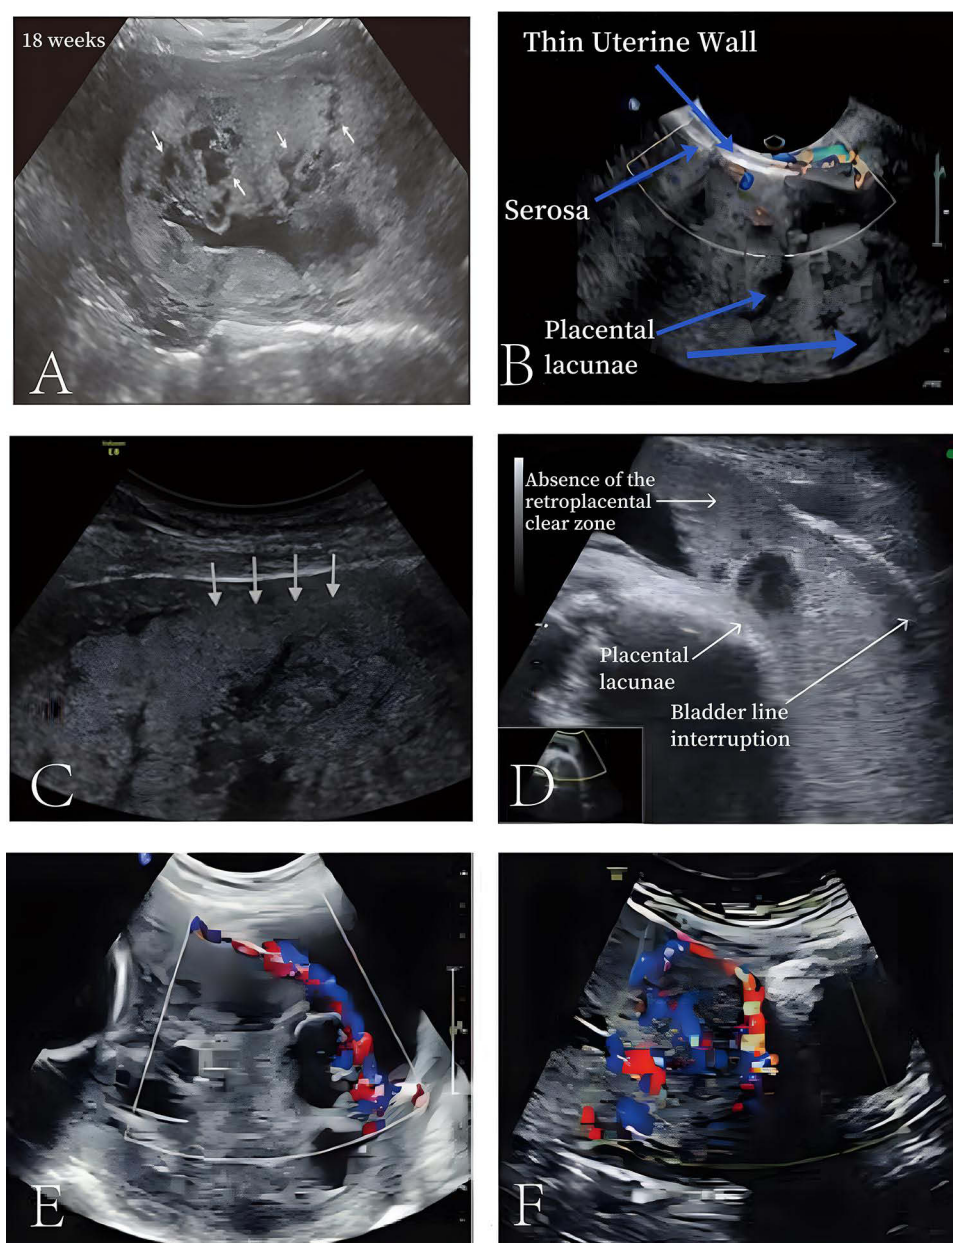 18 weeks
A
Thin Uterine Wall
Serosa
Placental
lacunae
B
C
Absence of the
retroplacental
clear zone
Placental
lacunae
Bladder line
interruption
D
E
F